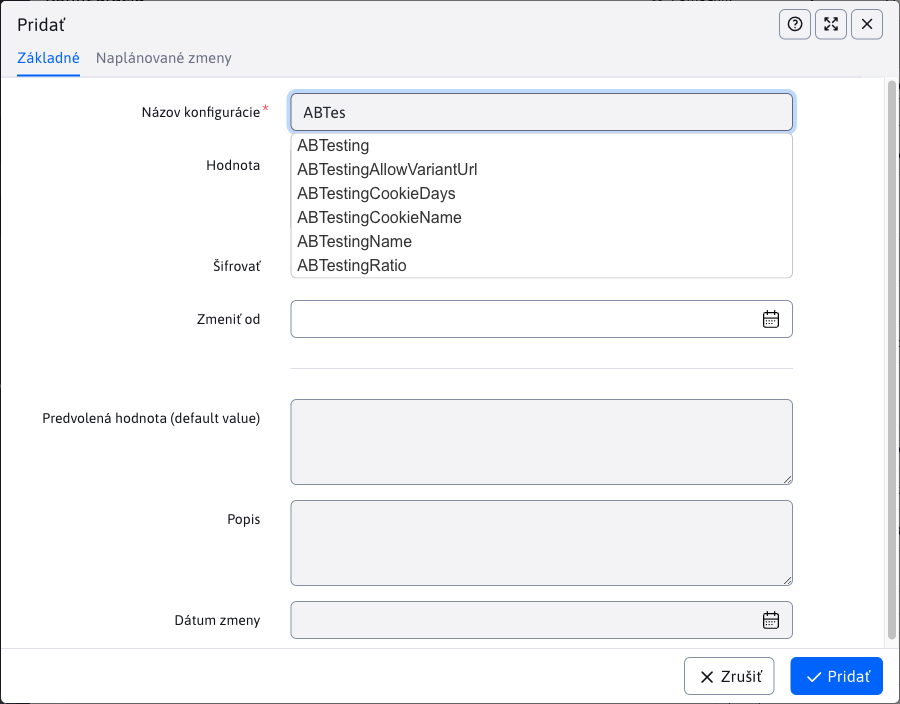 Pridať
Základné Naplánované zmeny
Názov konfigurácie*
ABTes
ABTesting
Hodnota
ABTestingAllowVariantUrl
ABTestingCookieDays
ABTestingCookieName
ABTestingName
Šifrovať
ABTestingRatio
Zmeniť od
Predvolená hodnota (default value)
Popis
Dátum zmeny
Zrušiť
Pridať